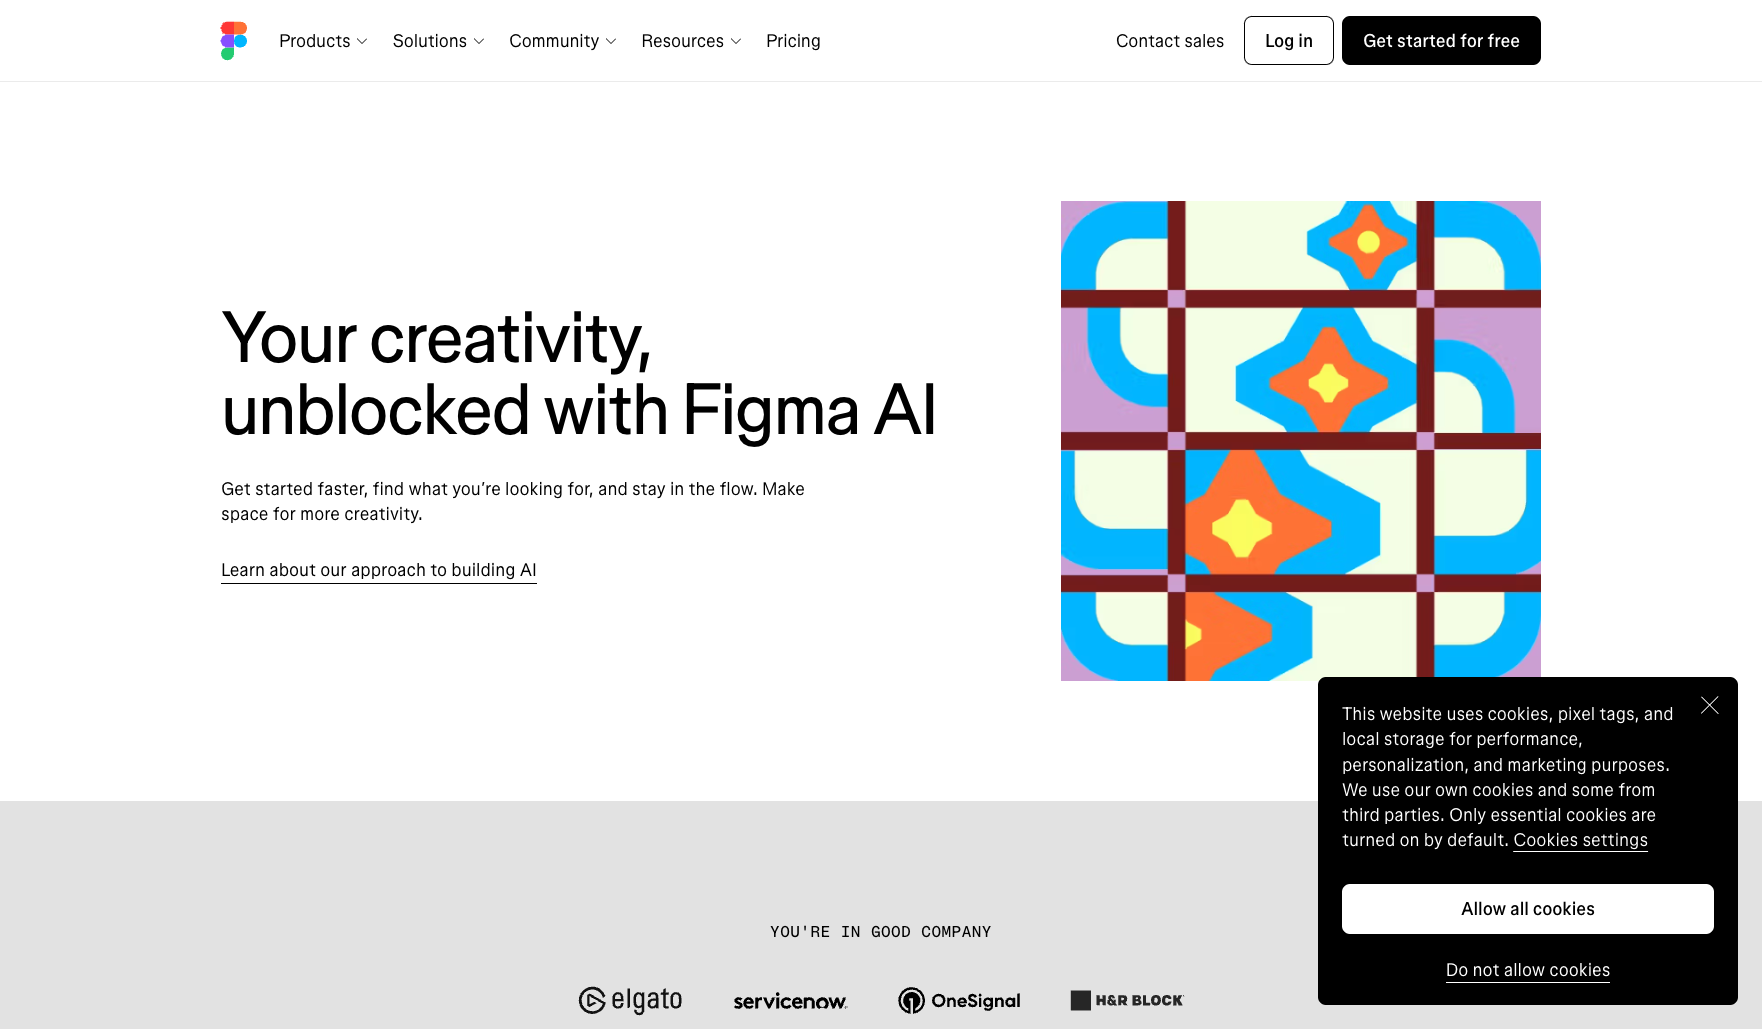 Products
Solutions
Community
Resources
Pricing
Contact sales
Log in
Get started for free
Your creativity,
unblocked with Figma AI
Get started faster, find what you’re looking for, and stay in the flow. Make
space for more creativity.
Learn about our approach to building AI
YOU'RE IN GOOD COMPANY
elgato
servicenow
OneSignal
H&R BLOCK
This website uses cookies, pixel tags, and
local storage for performance,
personalization, and marketing purposes.
We use our own cookies and some from
third parties. Only essential cookies are
turned on by default. Cookies settings
Allow all cookies
Do not allow cookies